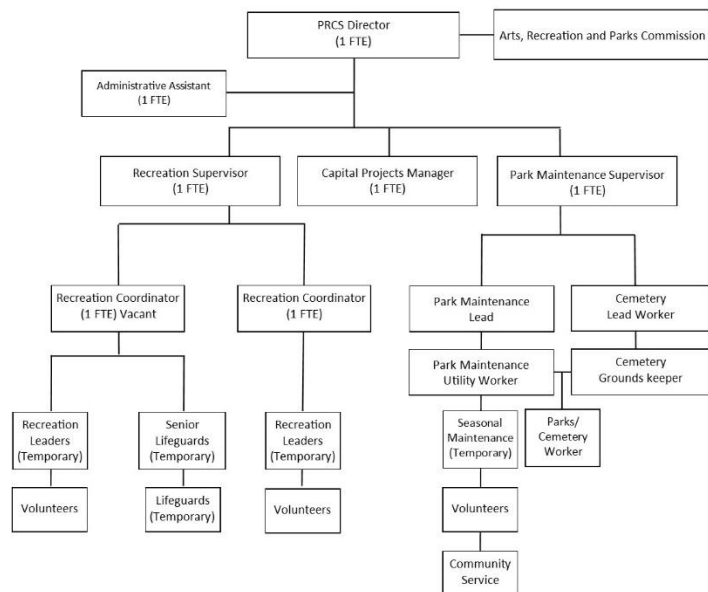 PRCS Director
(1 FTE)
Arts, Recreation and Parks Commission
Administrative Assistant
(1 FTE)
Recreation Supervisor
(1 FTE)
Capital Projects Manager
(1 FTE)
Park Maintenance Supervisor
(1 FTE)
Recreation Coordinator
(1 FTE) Vacant
Recreation Coordinator
(1 FTE)
Park Maintenance
Lead
Cemetery
Lead Worker
Park Maintenance
Utility Worker
Cemetery
Grounds keeper
Recreation
Leaders
(Temporary)
Senior
Lifeguards
(Temporary)
Recreation
Leaders
(Temporary)
Seasonal
Maintenance
(Temporary)
Parks/
Cemetery
Worker
Volunteers
Lifeguards
(Temporary)
Volunteers
Volunteers
Community
Service